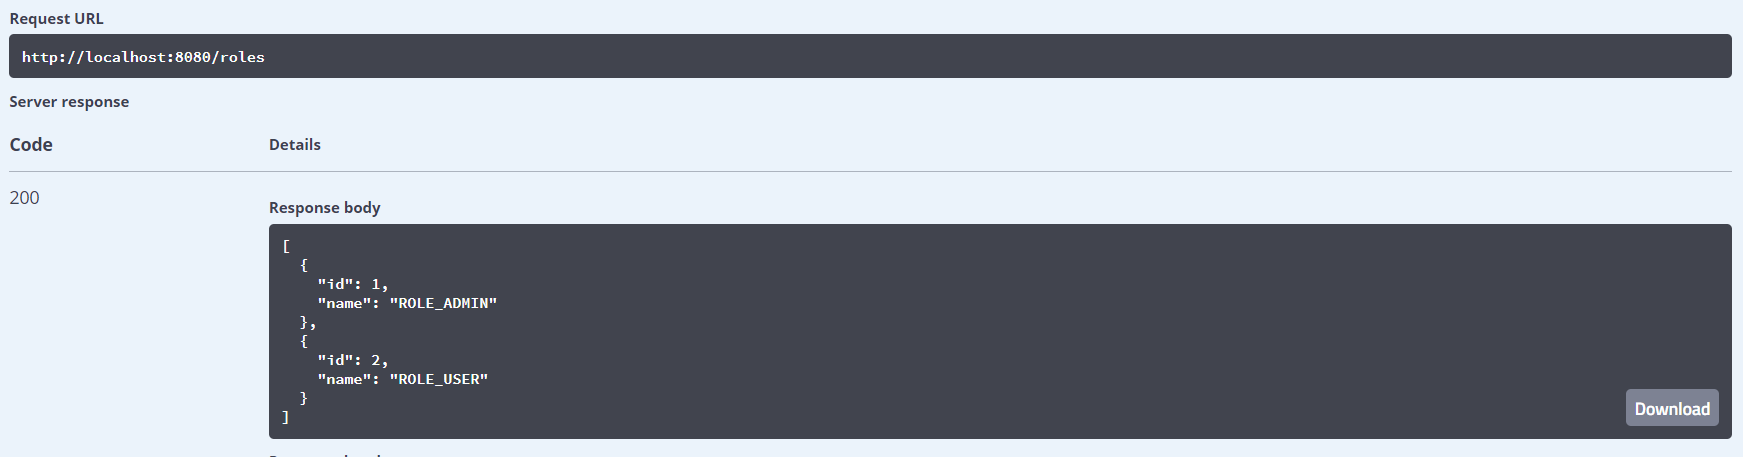 Request URL
http://localhost:8080/roles
Server response
Code Details
200
Response body
[
  {
    "id": 1,
    "name": "ROLE_ADMIN"
  },
  {
    "id": 2,
    "name": "ROLE_USER"
  }
]
Download